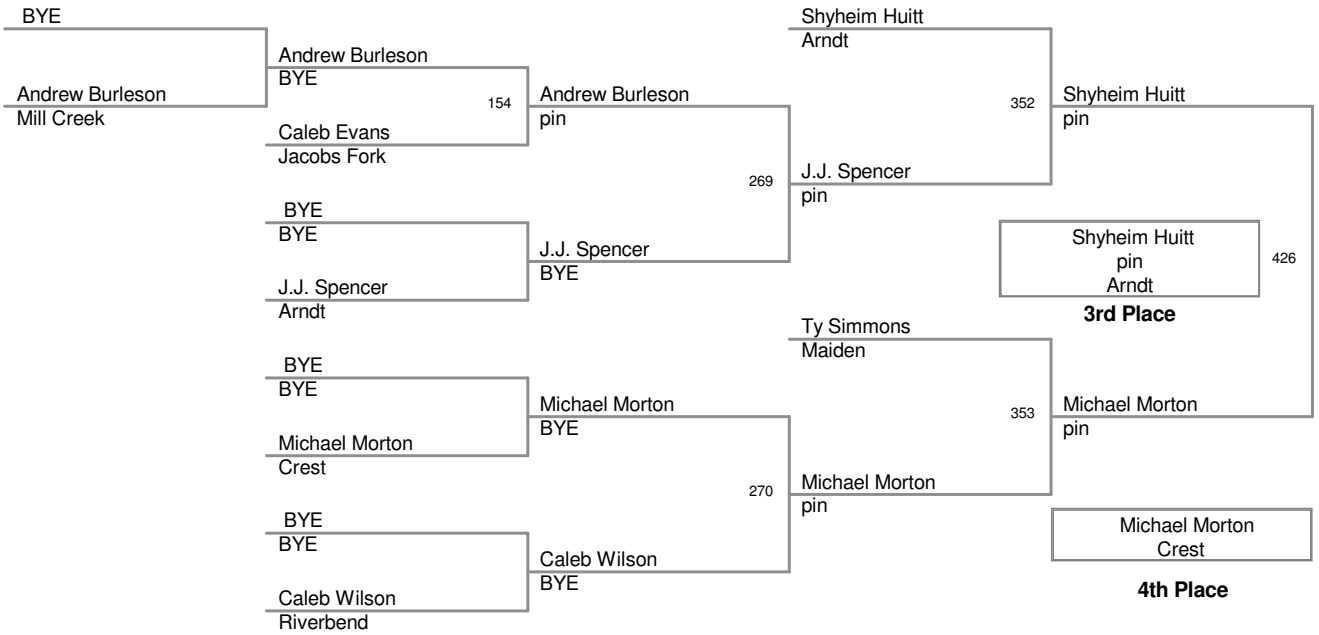 BYE
Andrew Burleson
Mill Creek
Andrew Burleson
BYE
154
Caleb Evans
Jacobs Fork
BYE
BYE
J.J. Spencer
Arndt
BYE
BYE
Michael Morton
Crest
BYE
BYE
Caleb Wilson
Riverbend
Andrew Burleson
pin
269
J.J. Spencer
BYE
Michael Morton
BYE
270
Caleb Wilson
BYE
Shyheim Huitt
Arndt
352
J.J. Spencer
pin
Ty Simmons
Maiden
353
Michael Morton
pin
Shyheim Huitt
pin
Shyheim Huitt
pin
Arndt
426
3rd Place
Michael Morton
pin
Michael Morton
Crest
4th Place